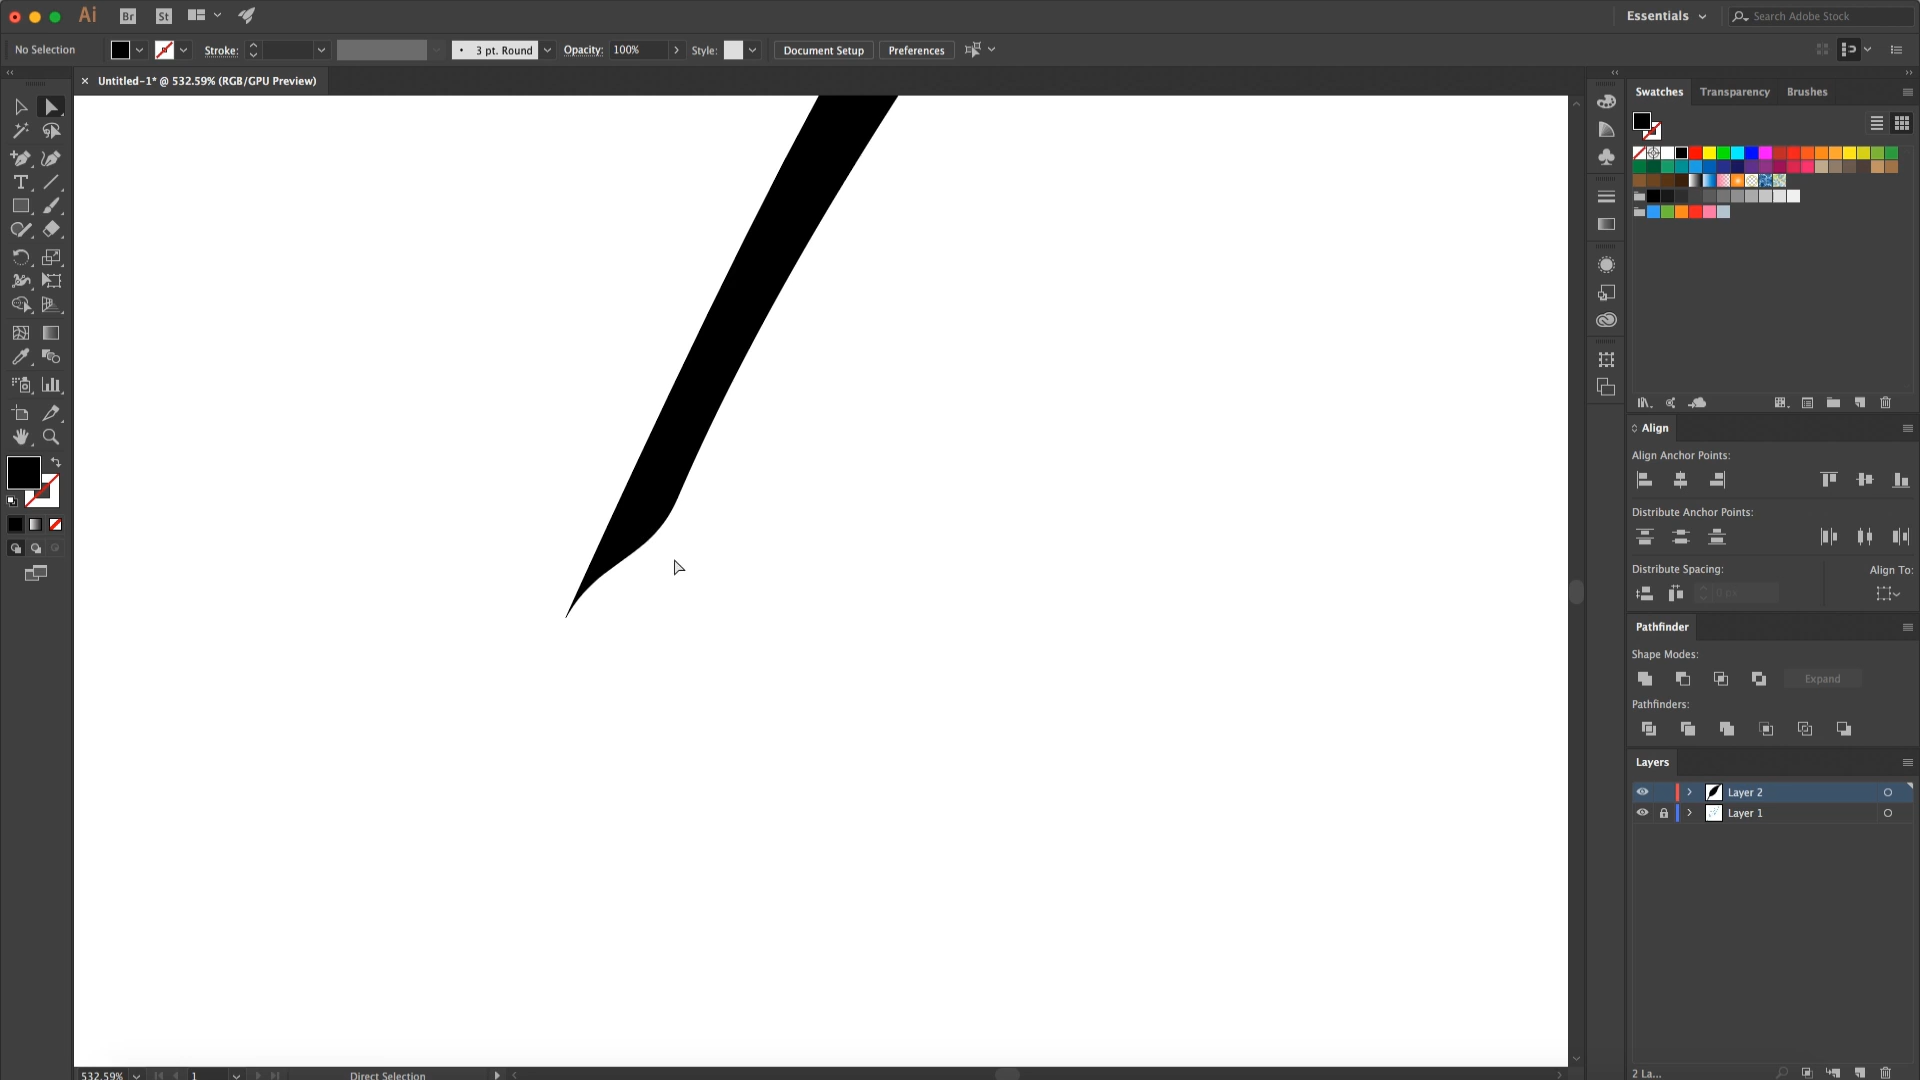 Ai Br St Essentials Search Adobe Stock
No Selection Stroke: 3 pt. Round Opacity: 100% Style: Document Setup Preferences
× Untitled-1* @ 532.59% (RGB/GPU Preview)
Swatches Transparency Brushes
Align
Align Anchor Points:
Distribute Anchor Points:
Distribute Spacing: Align To:
0 px
Pathfinder
Shape Modes:
Expand
Pathfinders:
Layers
Layer 2
Layer 1
2 La...
532.59% 1 Direct Selection